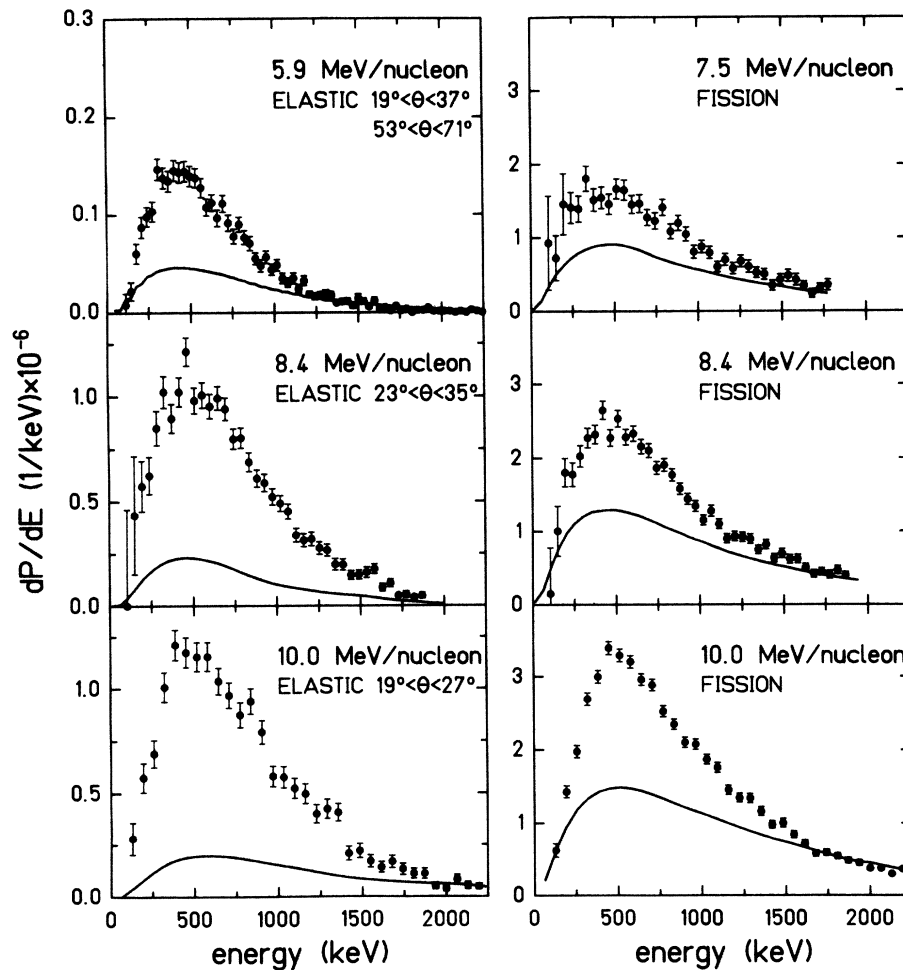 0.3
0.2
0.1
0.0
5.9 MeV/nucleon
ELASTIC 19°<θ<37°
53°<θ<71°
3
2
1
0
7.5 MeV/nucleon
FISSION
dP/dE (1/keV)×10⁻⁶
1.0
0.5
0.0
8.4 MeV/nucleon
ELASTIC 23°<θ<35°
3
2
1
0
8.4 MeV/nucleon
FISSION
1.0
0.5
0.0
10.0 MeV/nucleon
ELASTIC 19°<θ<27°
3
2
1
0
10.0 MeV/nucleon
FISSION
0 500 1000 1500 2000
energy (keV)
0 500 1000 1500 2000
energy (keV)